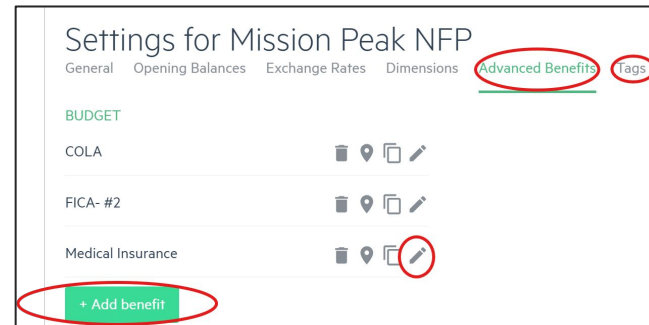 Settings for Mission Peak NFP
General Opening Balances Exchange Rates Dimensions Advanced Benefits Tags
BUDGET
COLA
FICA- #2
Medical Insurance
+ Add benefit